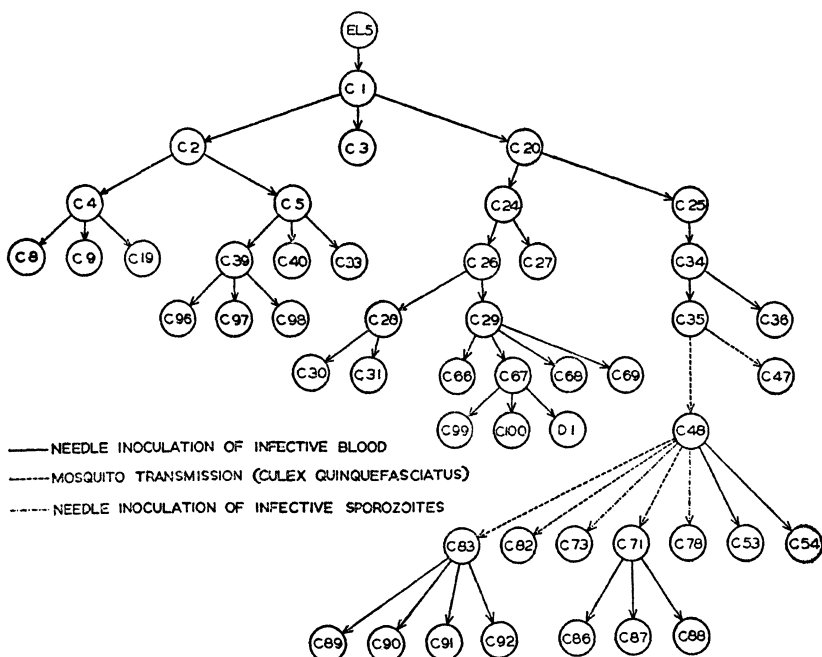 EL5
C1
C2 C3 C20
C4 C5 C24 C25
C8 C9 C19 C39 C40 C33 C26 C27 C34
C96 C97 C98 C28 C29 C35 C36
C30 C31 C66 C67 C68 C69 C47
C99 C100 D1 C48
NEEDLE INOCULATION OF INFECTIVE BLOOD
MOSQUITO TRANSMISSION (CULEX QUINQUEFASCIATUS)
NEEDLE INOCULATION OF INFECTIVE SPOROZOITES
C83 C82 C73 C71 C78 C53 C54
C89 C90 C91 C92 C86 C87 C88